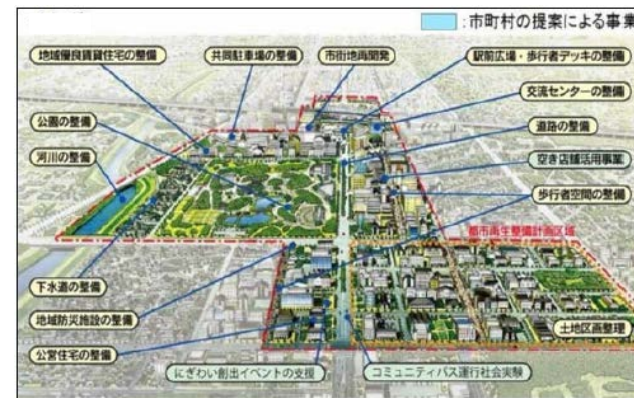 ：市町村の提案による事業
地域優良賃貸住宅の整備
共同駐車場の整備
市街地再開発
駅前広場・歩行者デッキの整備
交流センターの整備
公園の整備
道路の整備
河川の整備
空き店舗活用事業
歩行者空間の整備
都市再生整備計画区域
下水道の整備
地域防災施設の整備
土地区画整理
公営住宅の整備
にぎわい創出イベントの支援
コミュニティバス運行社会実験